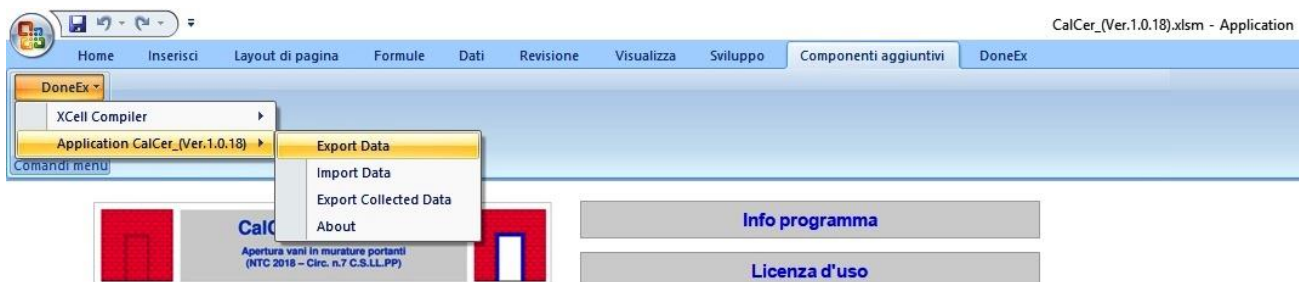 CalCer_(Ver.1.0.18).xlsm - Application
Home Inserisci Layout di pagina Formule Dati Revisione Visualizza Sviluppo Componenti aggiuntivi DoneEx
DoneEx
XCell Compiler
Application CalCer_(Ver.1.0.18)
Export Data
Import Data
Export Collected Data
About
Comandi menu
CalC
Apertura vani in murature portanti
(NTC 2018 – Circ. n.7 C.S.LL.PP)
Info programma
Licenza d'uso